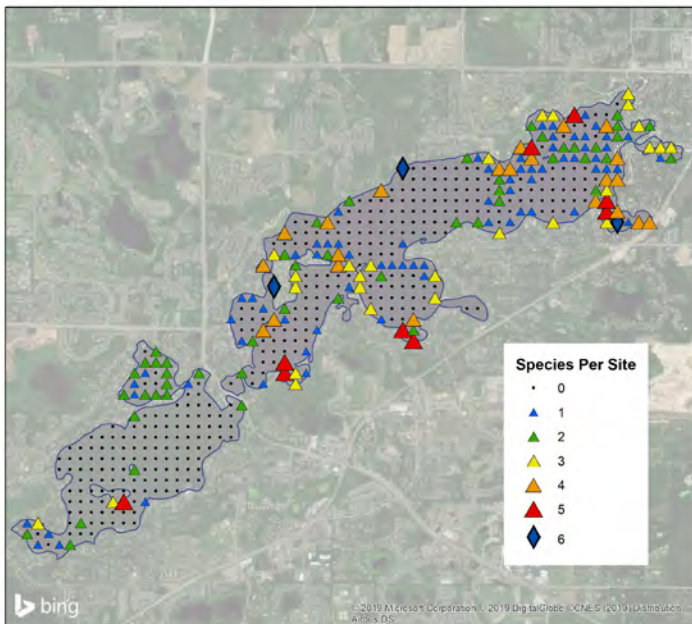 Species Per Site
0
1
2
3
4
5
6
bing
© 2019 Microsoft Corporation © 2019 DigitalGlobe ©CNES (2019) Distribution
Airbus DS